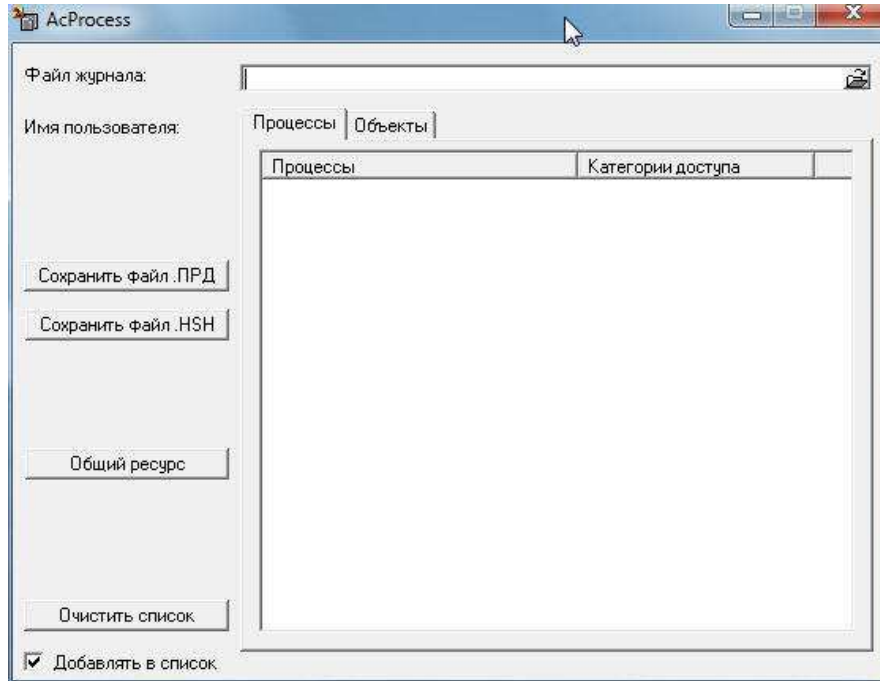 AcProcess
Файл журнала:
Имя пользователя:
Процессы Объекты
Процессы Категории доступа
Сохранить файл .ПРД
Сохранить файл .HSH
Общий ресурс
Очистить список
Добавлять в список